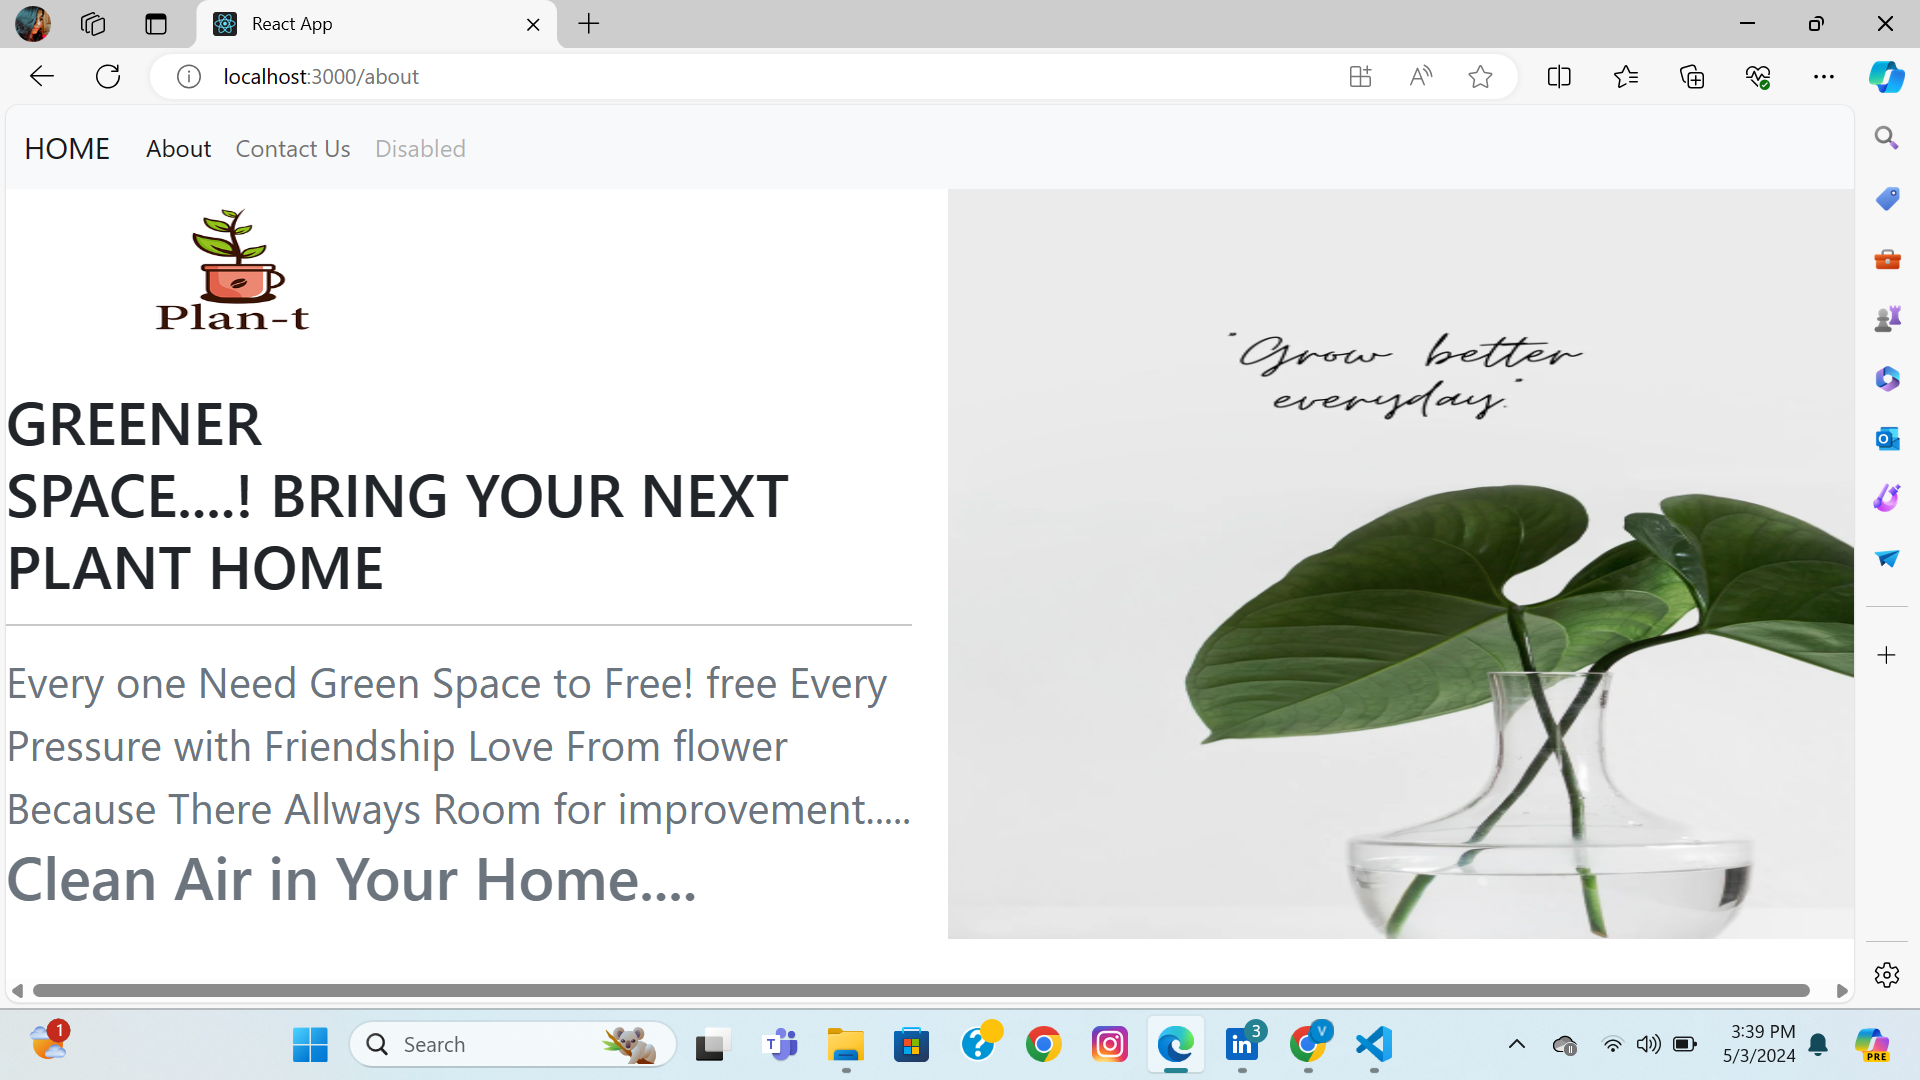 React App
localhost:3000/about
HOME About Contact Us Disabled
Plan-t
GREENER
SPACE....! BRING YOUR NEXT
PLANT HOME
Every one Need Green Space to Free! free Every
Pressure with Friendship Love From flower
Because There Allways Room for improvement.....
Clean Air in Your Home....
"Grow better
everyday."
1
Search
T
3
V
3:39 PM
5/3/2024
PRE